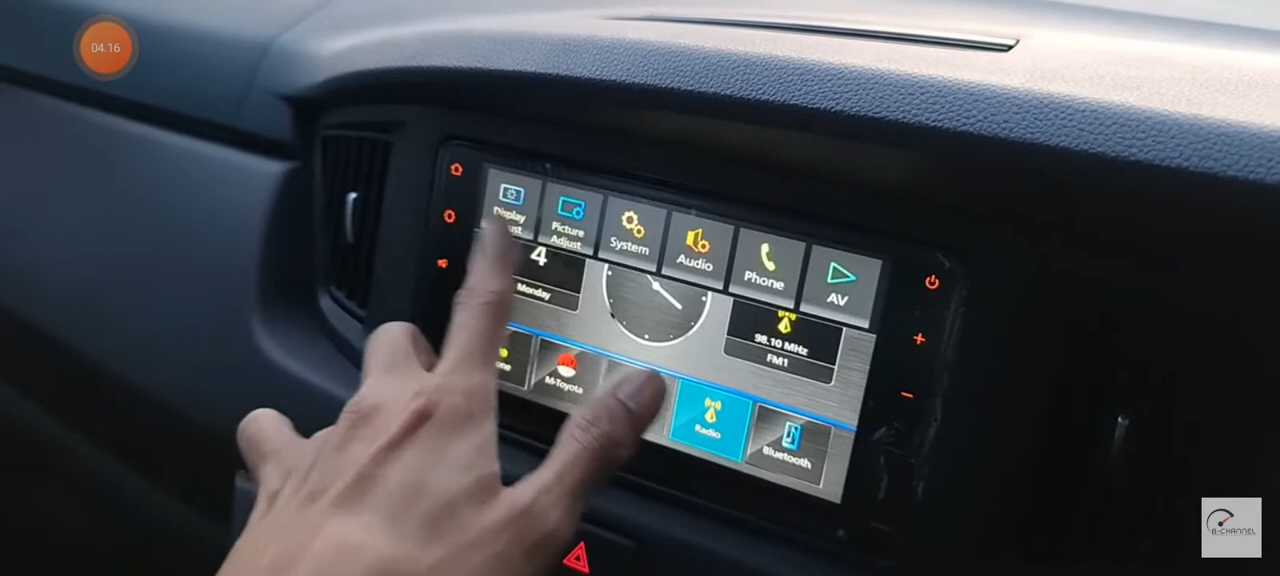 04.16
Display
Picture
Adjust
System
Audio
Phone
AV
4
Monday
98.10 MHz
FM1
M-Toyota
Radio
Bluetooth
B-CHANNEL